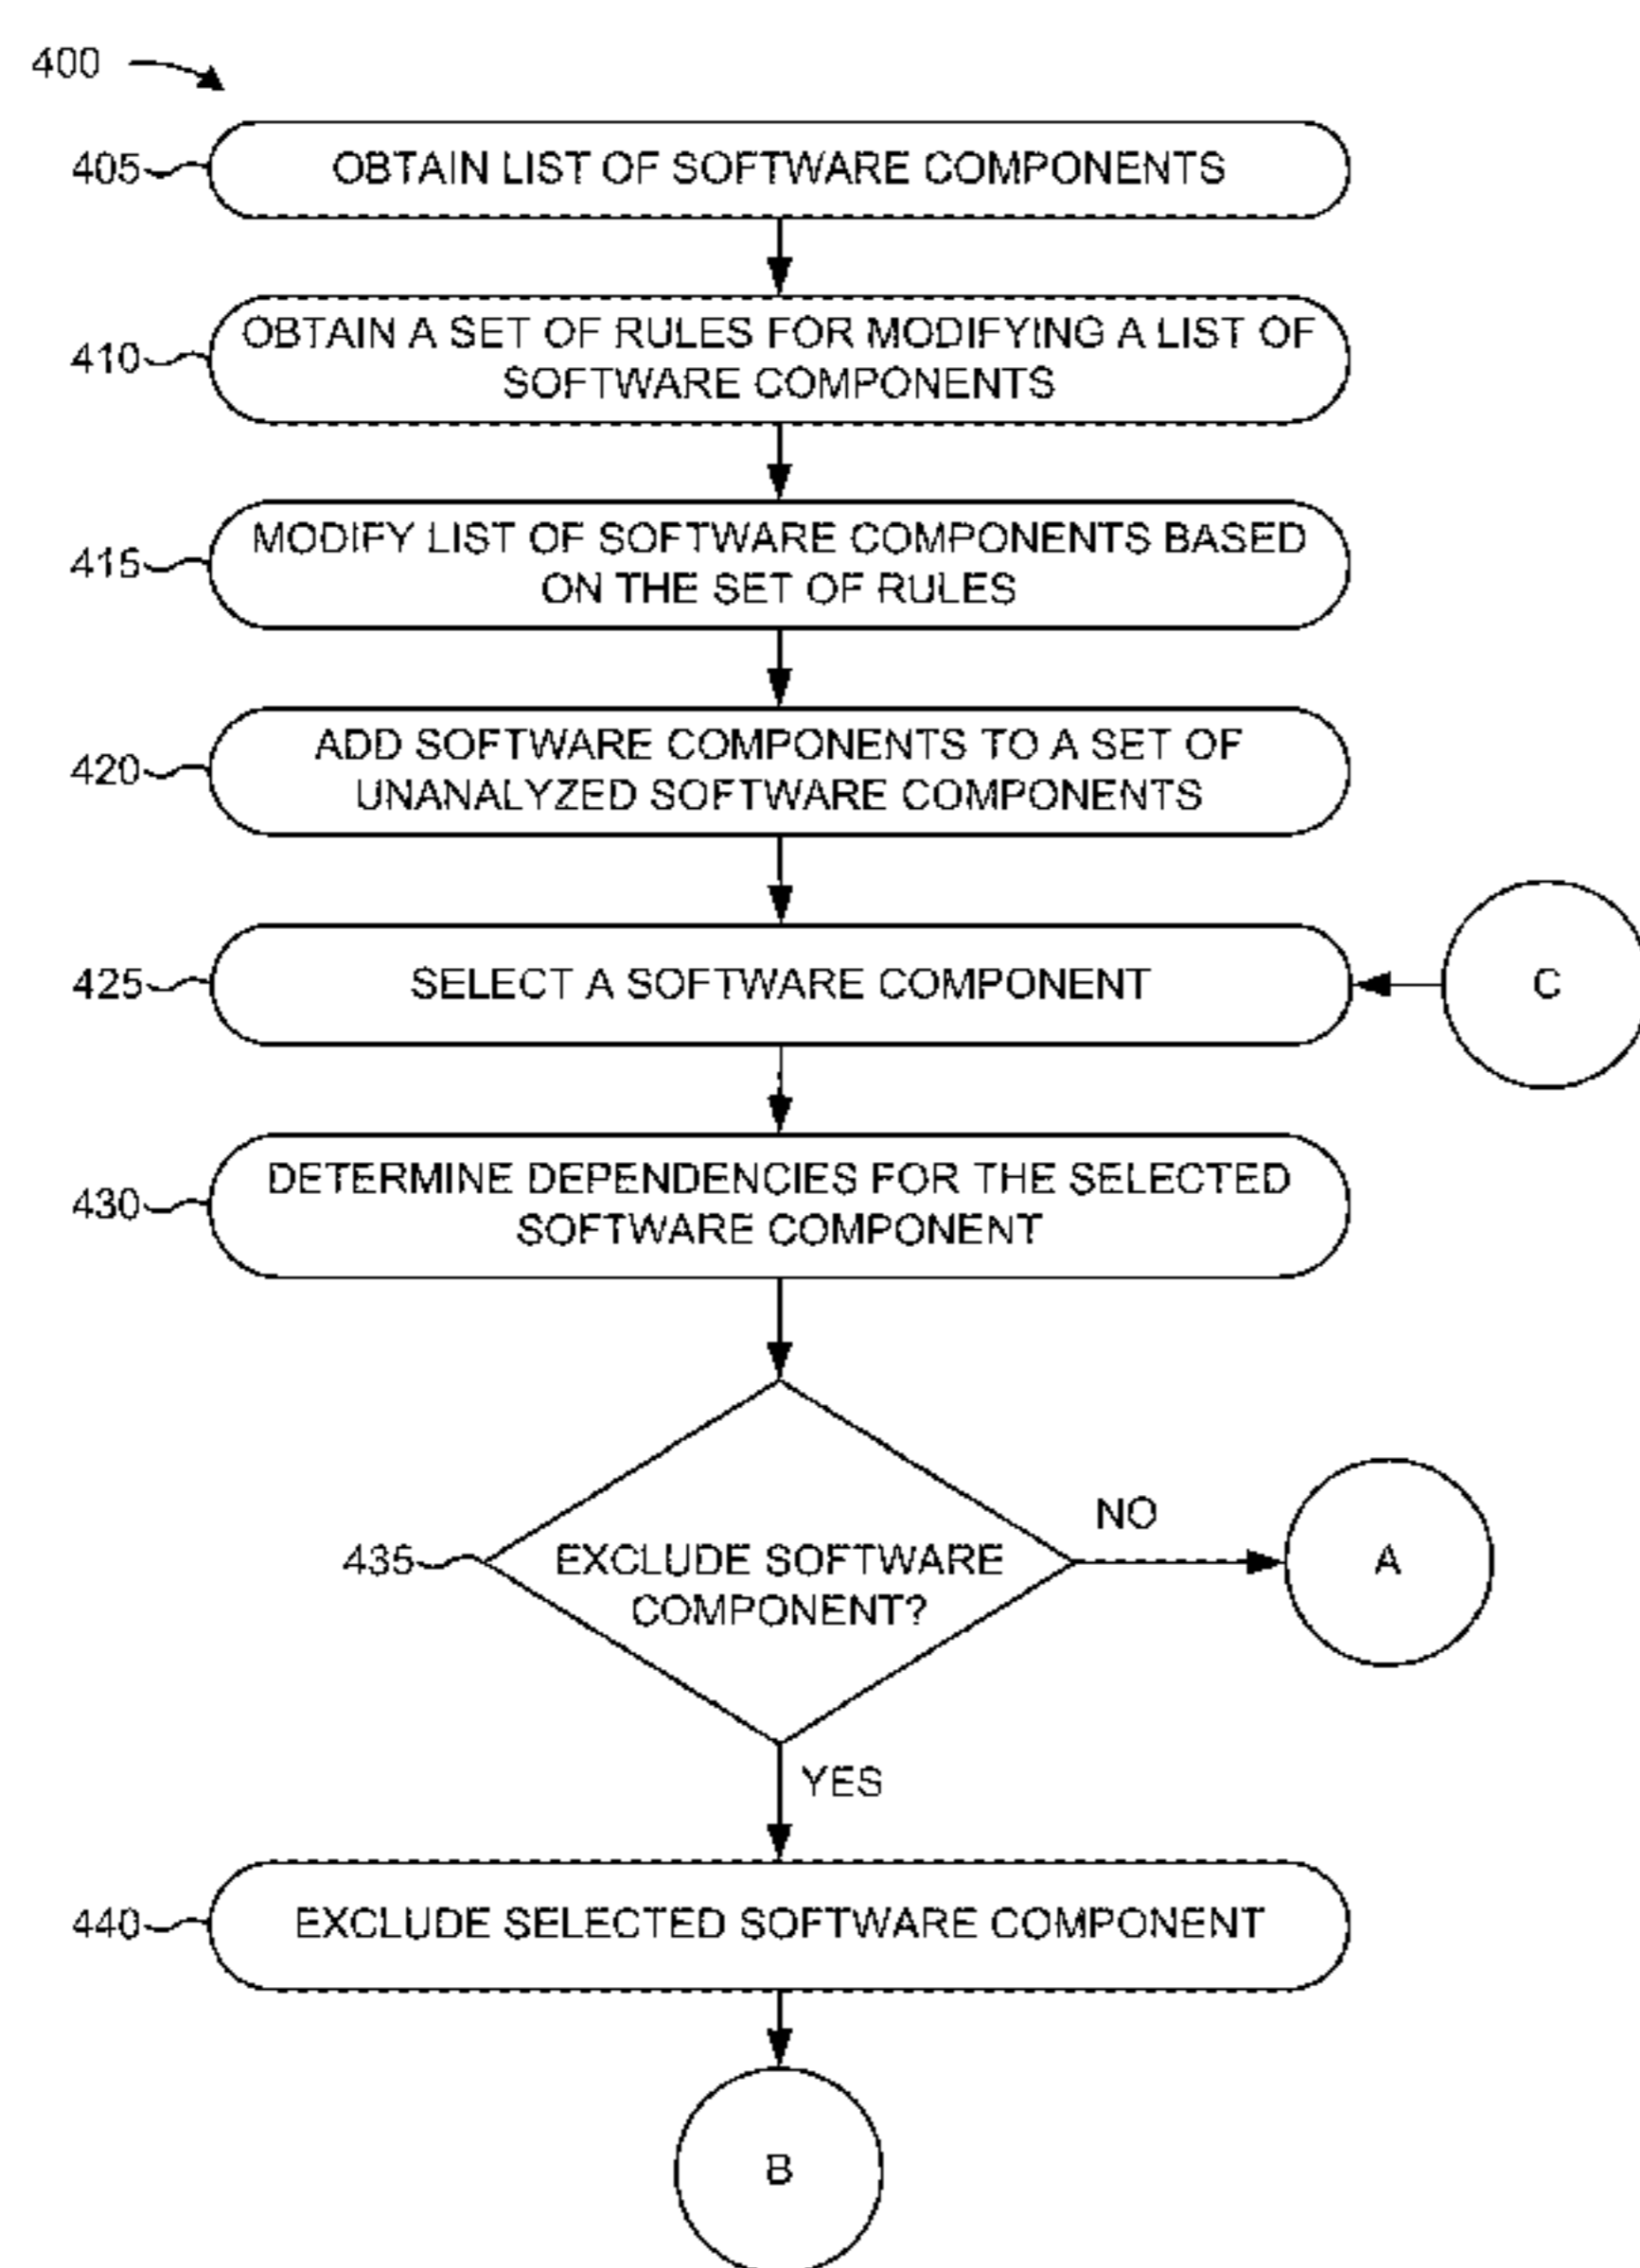 400
405
OBTAIN LIST OF SOFTWARE COMPONENTS
410
OBTAIN A SET OF RULES FOR MODIFYING A LIST OF
SOFTWARE COMPONENTS
415
MODIFY LIST OF SOFTWARE COMPONENTS BASED
ON THE SET OF RULES
420
ADD SOFTWARE COMPONENTS TO A SET OF
UNANALYZED SOFTWARE COMPONENTS
425
SELECT A SOFTWARE COMPONENT
C
430
DETERMINE DEPENDENCIES FOR THE SELECTED
SOFTWARE COMPONENT
435
EXCLUDE SOFTWARE
COMPONENT?
NO
A
YES
440
EXCLUDE SELECTED SOFTWARE COMPONENT
B